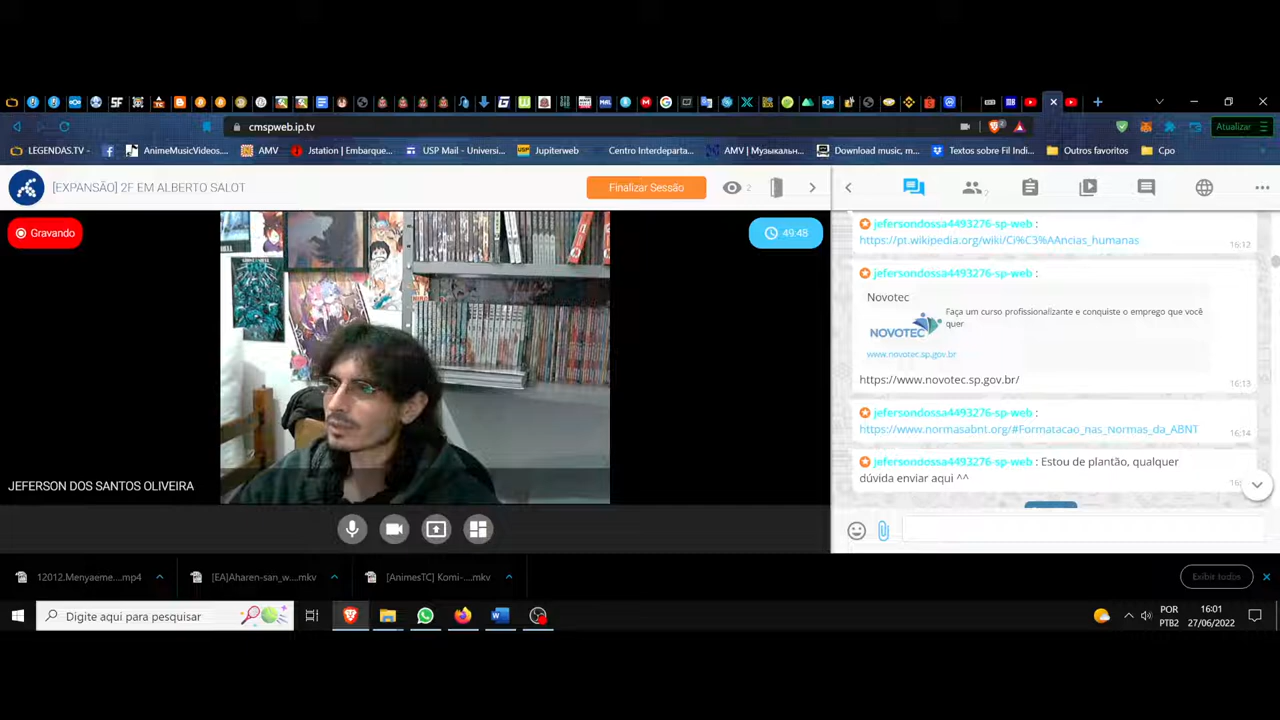 cmspweb.ip.tv
Atualizar
LEGENDAS.TV -
AnimeMusicVideos...
AMV
Jstation | Embarque...
USP Mail - Universi...
Jupiterweb
Centro Interdeparta...
AMV | Музыкальн...
Download music, m...
Textos sobre Fil Indi...
Outros favoritos
Cpo
[EXPANSÃO] 2F EM ALBERTO SALOT
Finalizar Sessão
2
Gravando
49:48
JEFERSON DOS SANTOS OLIVEIRA
jefersondossa4493276-sp-web :
https://pt.wikipedia.org/wiki/Ci%C3%AAncias_humanas
16:12
jefersondossa4493276-sp-web :
Novotec
Faça um curso profissionalizante e conquiste o emprego que você
quer
NOVOTEC
www.novotec.sp.gov.br
https://www.novotec.sp.gov.br/
16:13
jefersondossa4493276-sp-web :
https://www.normasabnt.org/#Formatacao_nas_Normas_da_ABNT
16:14
jefersondossa4493276-sp-web : Estou de plantão, qualquer
dúvida enviar aqui ^^
12012.Menyaeme....mp4
[EA]Aharen-san_w....mkv
[AnimesTC] Komi-....mkv
Exibir todos
Digite aqui para pesquisar
POR
PTB2
16:01
27/06/2022